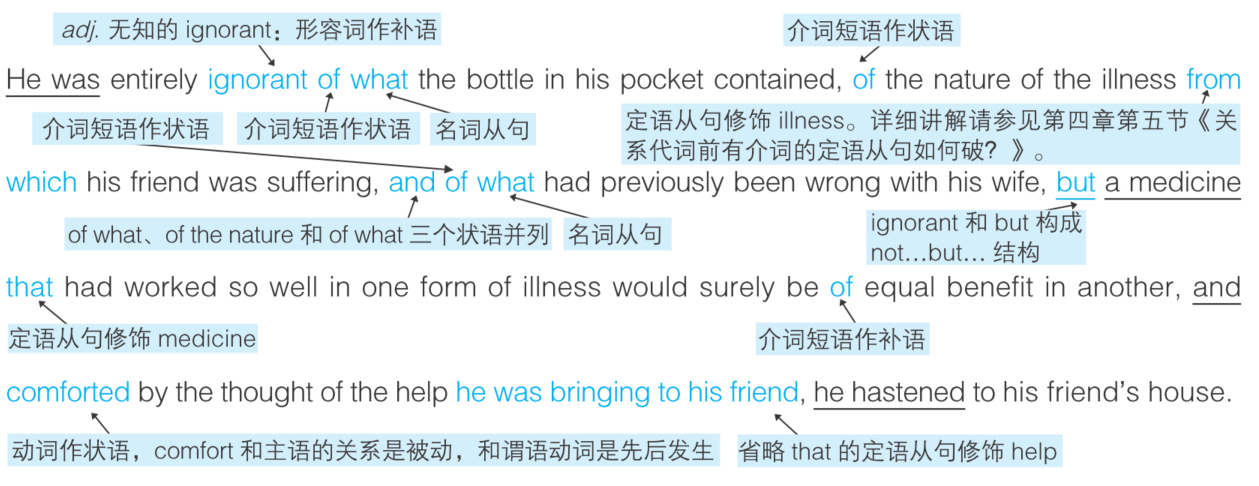 adj. 无知的 ignorant：形容词作补语 介词短语作状语
He was entirely ignorant of what the bottle in his pocket contained, of the nature of the illness from
介词短语作状语 介词短语作状语 名词从句 定语从句修饰 illness。详细讲解请参见第四章第五节《关
系代词前有介词的定语从句如何破？》。
which his friend was suffering, and of what had previously been wrong with his wife, but a medicine
of what、of the nature 和 of what 三个状语并列 名词从句 ignorant 和 but 构成
not…but… 结构
that had worked so well in one form of illness would surely be of equal benefit in another, and
定语从句修饰 medicine 介词短语作补语
comforted by the thought of the help he was bringing to his friend, he hastened to his friend's house.
动词作状语，comfort 和主语的关系是被动，和谓语动词是先后发生 省略 that 的定语从句修饰 help